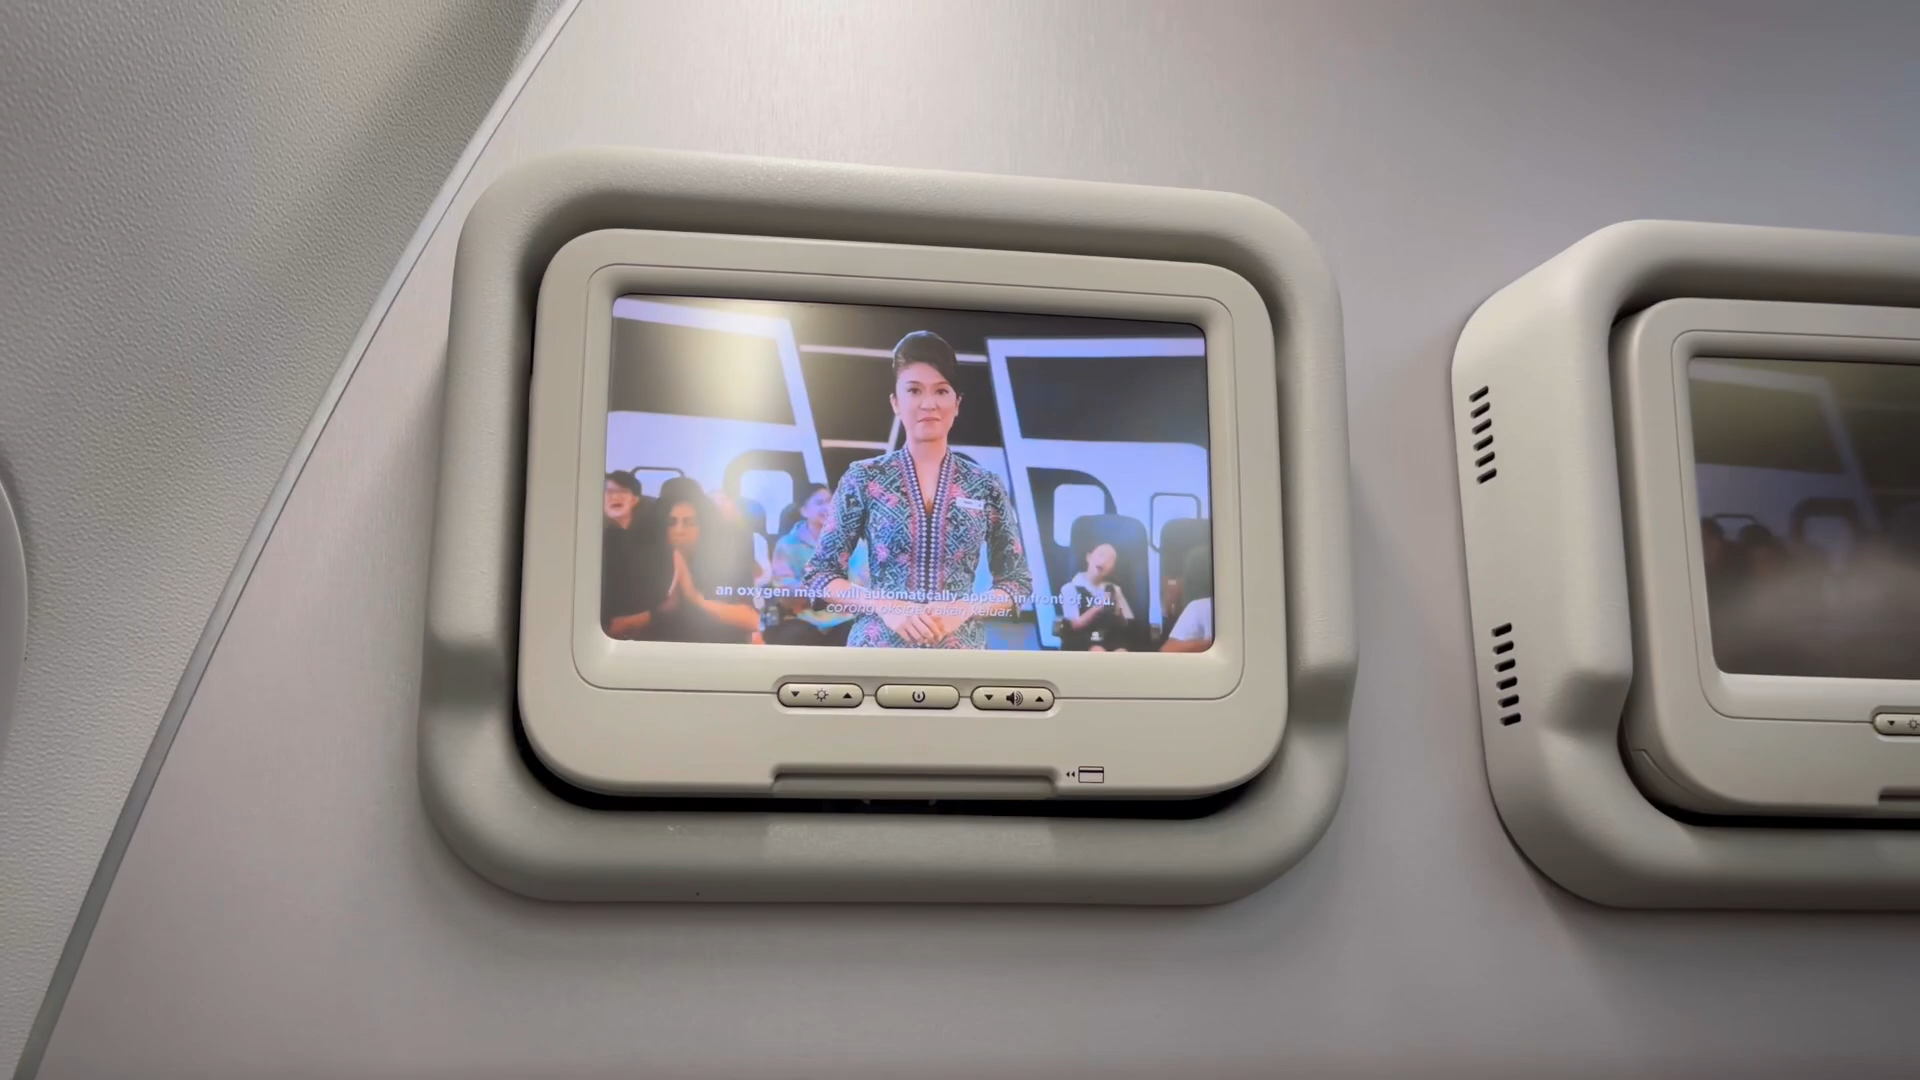 an oxygen mask will automatically appear in front of you.
corong oksigen akan keluar.